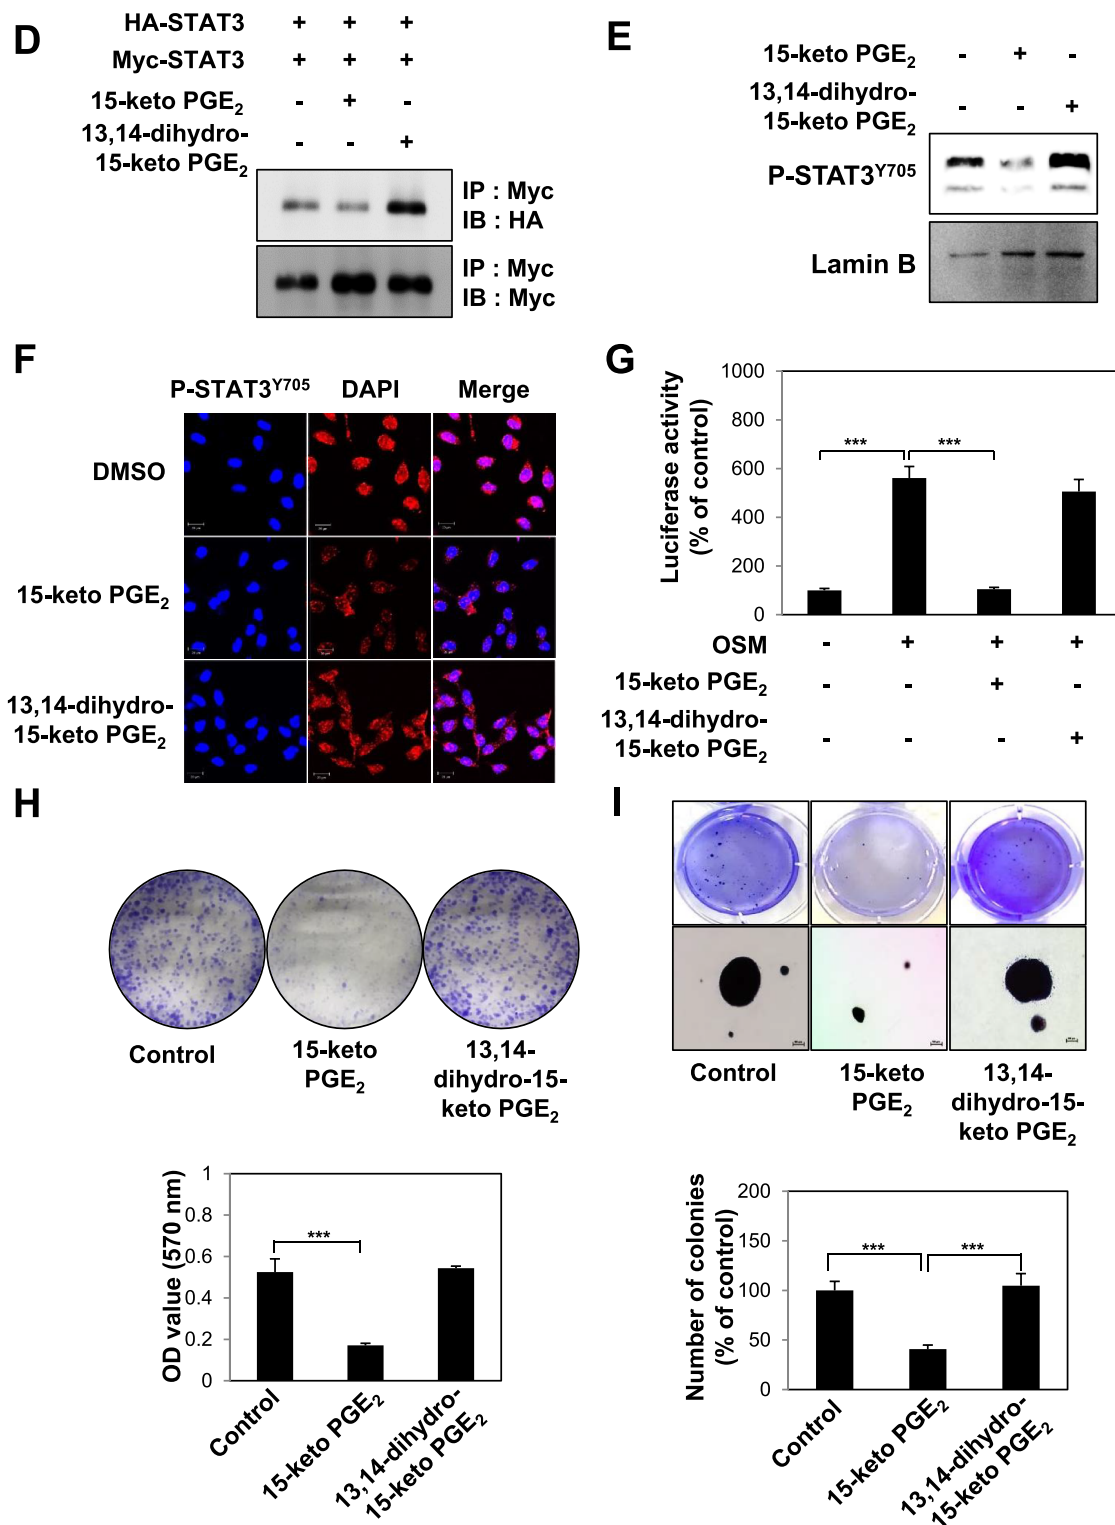 D
HA-STAT3 + + +
Myc-STAT3 + + +
15-keto PGE₂ - + -
13,14-dihydro-
15-keto PGE₂ - - +
IP : Myc
IB : HA
IP : Myc
IB : Myc
E
15-keto PGE₂ - + -
13,14-dihydro-
15-keto PGE₂ - - +
P-STAT3ʸ⁷⁰⁵
Lamin B
F
P-STAT3ʸ⁷⁰⁵ DAPI Merge
DMSO
15-keto PGE₂
13,14-dihydro-
15-keto PGE₂
G
Luciferase activity
(% of control)
1000
800
600
400
200
0
*** ***
OSM - + + +
15-keto PGE₂ - - + -
13,14-dihydro-
15-keto PGE₂ - - - +
H
Control
15-keto
PGE₂
13,14-
dihydro-15-
keto PGE₂
OD value (570 nm)
1
0.8
0.6
0.4
0.2
0
***
Control
15-keto PGE₂
13,14-dihydro-
15-keto PGE₂
I
Control
15-keto
PGE₂
13,14-
dihydro-15-
keto PGE₂
Number of colonies
(% of control)
200
150
100
50
0
*** ***
Control
15-keto PGE₂
13,14-dihydro-
15-keto PGE₂